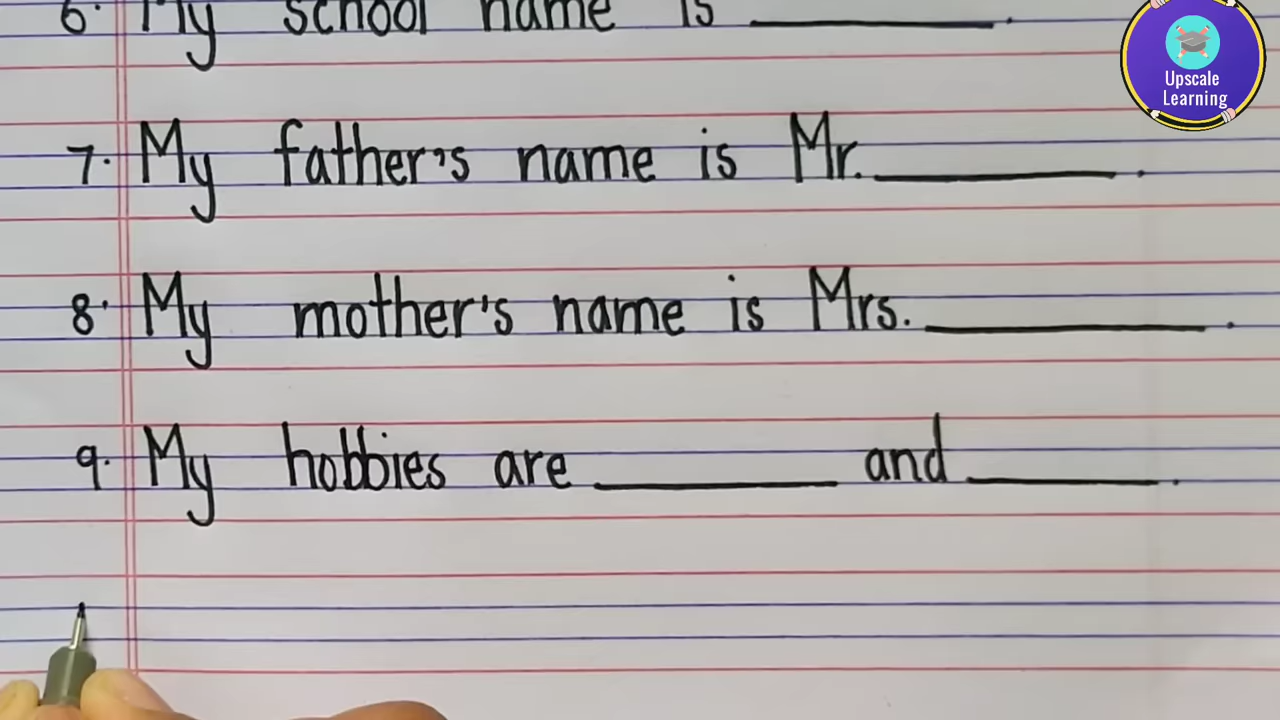 6. My school name is ________.
Upscale
Learning
7. My father's name is Mr. ________.
8. My mother's name is Mrs. ________.
9. My hobbies are ________ and ________.